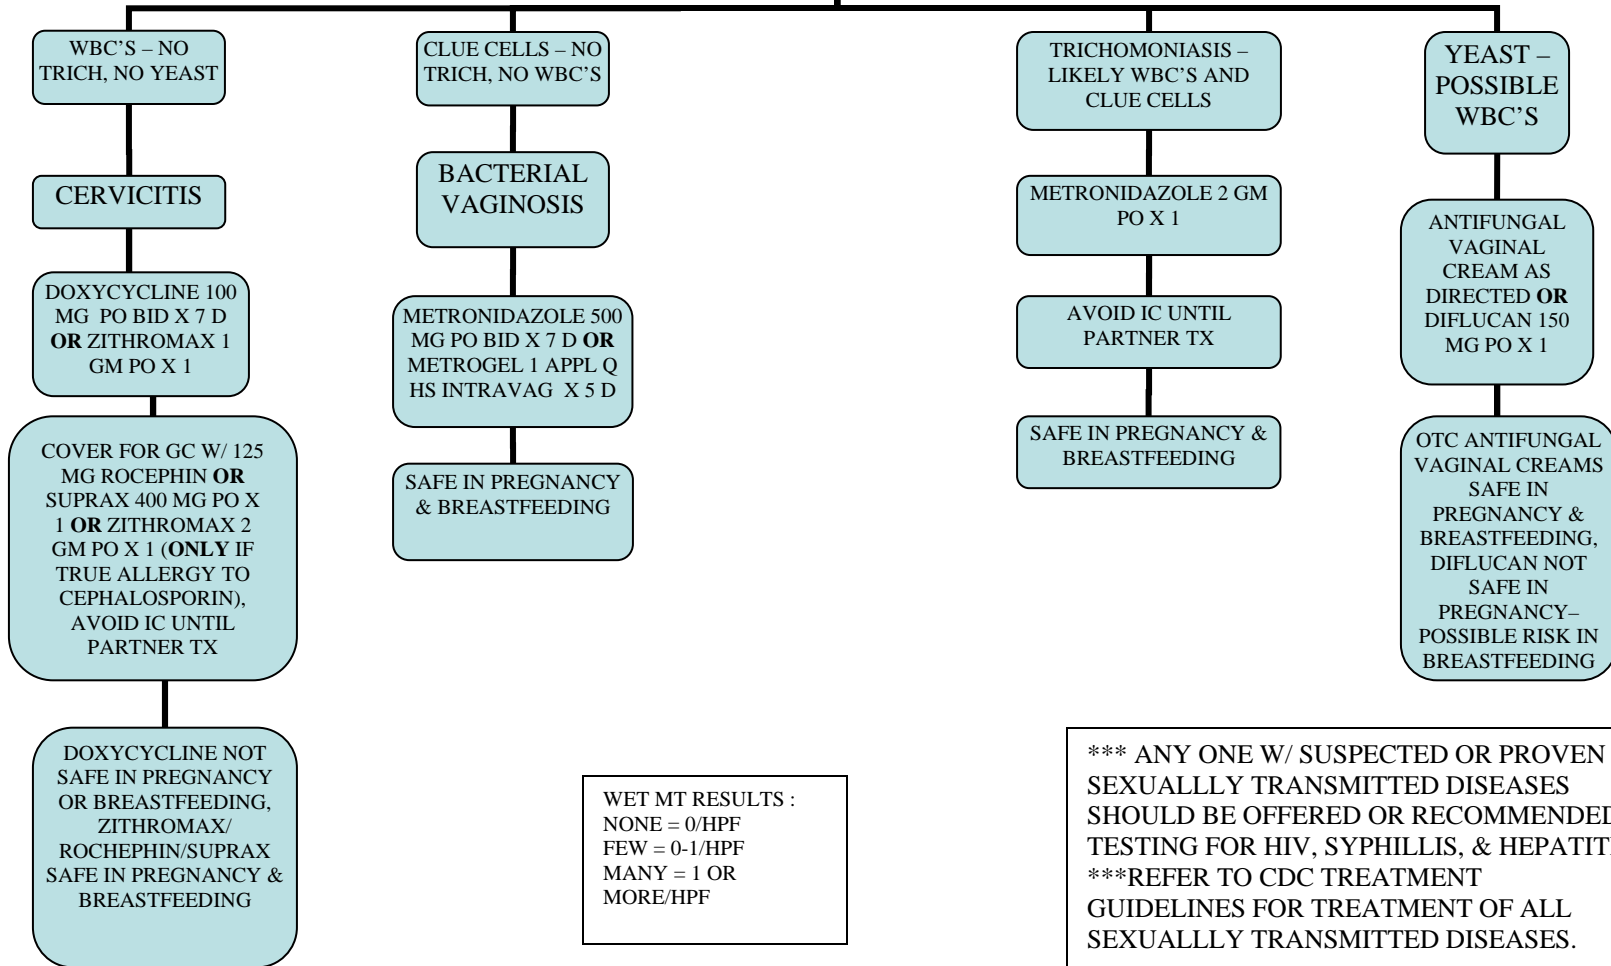 WBC'S – NO
TRICH, NO YEAST
CERVICITIS
DOXYCYCLINE 100
MG PO BID X 7 D
OR ZITHROMAX 1
GM PO X 1
COVER FOR GC W/ 125
MG ROCEPHIN OR
SUPRAX 400 MG PO X
1 OR ZITHROMAX 2
GM PO X 1 (ONLY IF
TRUE ALLERGY TO
CEPHALOSPORIN),
AVOID IC UNTIL
PARTNER TX
DOXYCYCLINE NOT
SAFE IN PREGNANCY
OR BREASTFEEDING,
ZITHROMAX/
ROCHEPHIN/SUPRAX
SAFE IN PREGNANCY &
BREASTFEEDING
CLUE CELLS – NO
TRICH, NO WBC'S
BACTERIAL
VAGINOSIS
METRONIDAZOLE 500
MG PO BID X 7 D OR
METROGEL 1 APPL Q
HS INTRAVAG X 5 D
SAFE IN PREGNANCY
& BREASTFEEDING
TRICHOMONIASIS –
LIKELY WBC'S AND
CLUE CELLS
METRONIDAZOLE 2 GM
PO X 1
AVOID IC UNTIL
PARTNER TX
SAFE IN PREGNANCY &
BREASTFEEDING
YEAST –
POSSIBLE
WBC'S
ANTIFUNGAL
VAGINAL
CREAM AS
DIRECTED OR
DIFLUCAN 150
MG PO X 1
OTC ANTIFUNGAL
VAGINAL CREAMS
SAFE IN
PREGNANCY &
BREASTFEEDING,
DIFLUCAN NOT
SAFE IN
PREGNANCY–
POSSIBLE RISK IN
BREASTFEEDING
WET MT RESULTS :
NONE = 0/HPF
FEW = 0-1/HPF
MANY = 1 OR
MORE/HPF
*** ANY ONE W/ SUSPECTED OR PROVEN
SEXUALLLY TRANSMITTED DISEASES
SHOULD BE OFFERED OR RECOMMENDED
TESTING FOR HIV, SYPHILLIS, &
***REFER TO CDC TREATMENT
GUIDELINES FOR TREATMENT OF ALL
SEXUALLLY TRANSMITTED DISEASES.